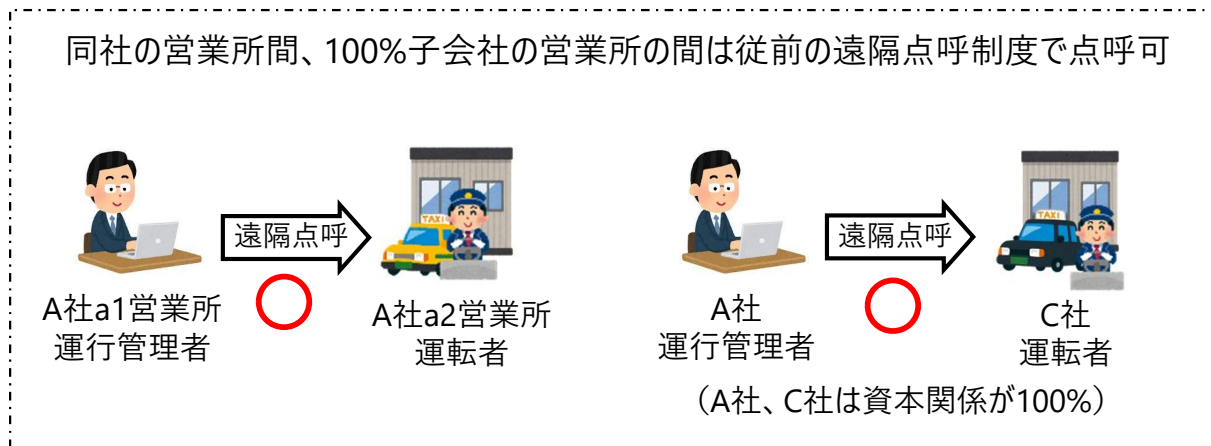 同社の営業所間、100%子会社の営業所の間は従前の遠隔点呼制度で点呼可
TAXI
遠隔点呼
A社a1営業所
運行管理者
A社a2営業所
運転者
TAXI
遠隔点呼
A社
運行管理者
C社
運転者
（A社、C社は資本関係が100%）